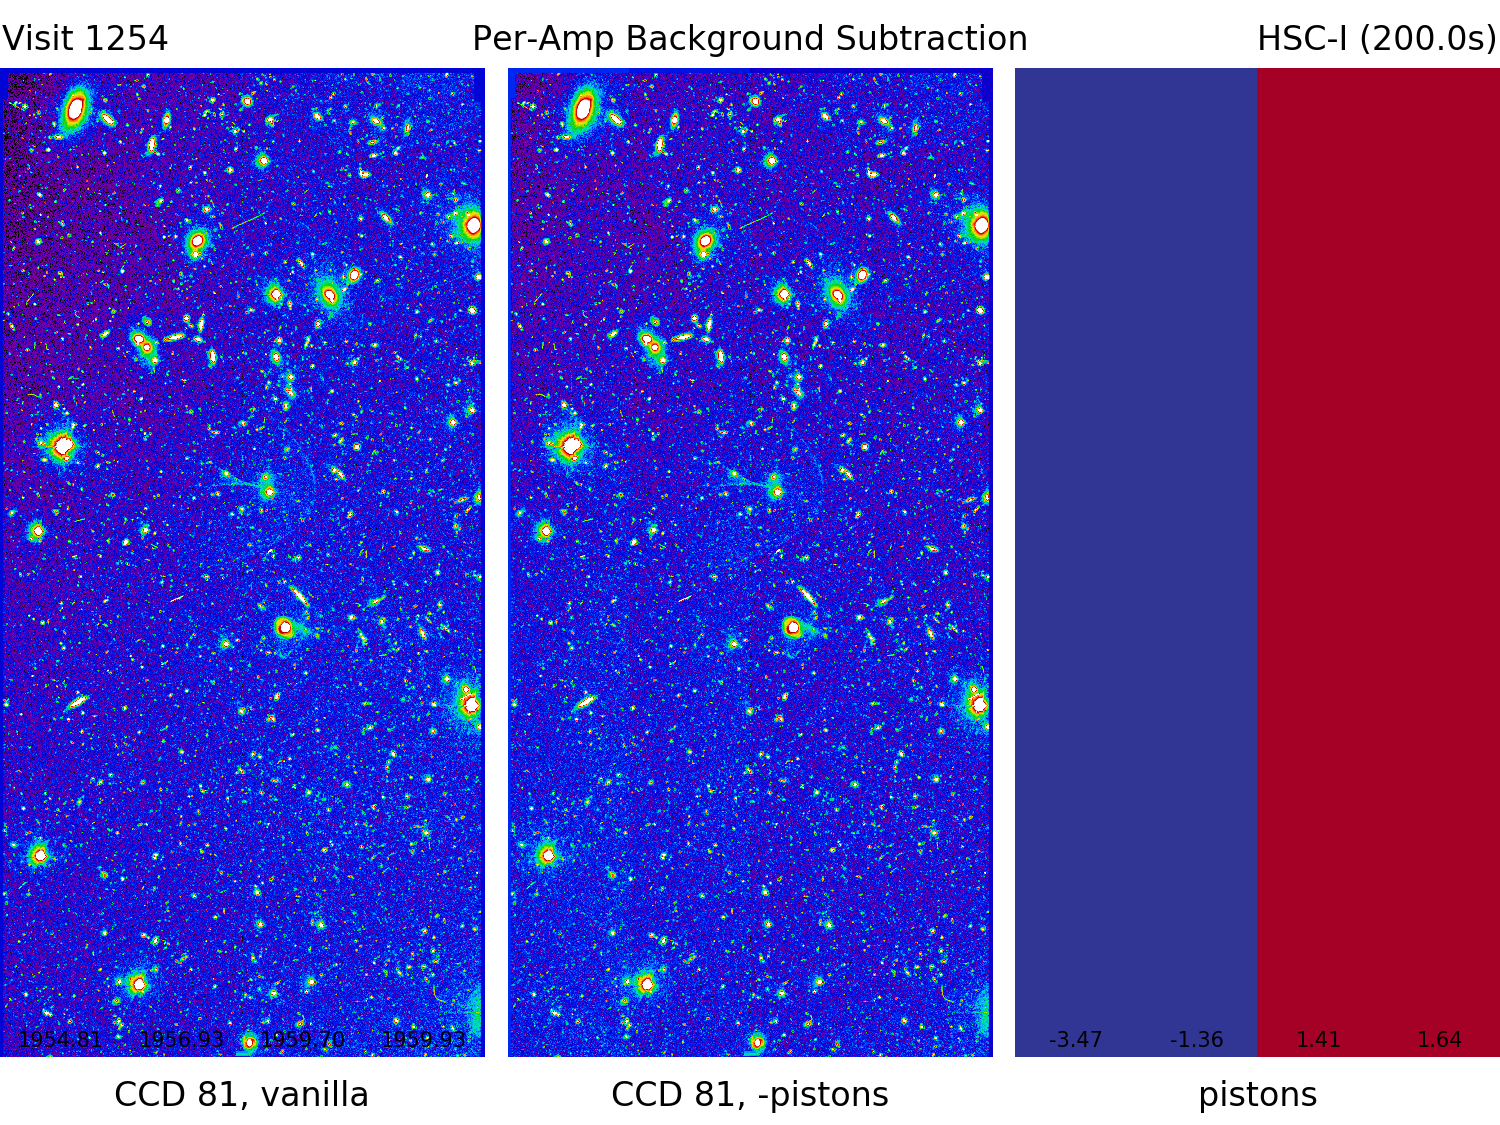 Visit 1254 Per-Amp Background Subtraction HSC-I (200.0s)
1954.81 1956.93 1959.70 1959.93 -3.47 -1.36 1.41 1.64
CCD 81, vanilla CCD 81, -pistons pistons